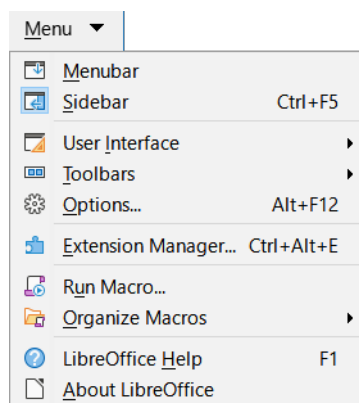 Menu
Menubar
Sidebar Ctrl+F5
User Interface
Toolbars
Options... Alt+F12
Extension Manager... Ctrl+Alt+E
Run Macro...
Organize Macros
LibreOffice Help F1
About LibreOffice